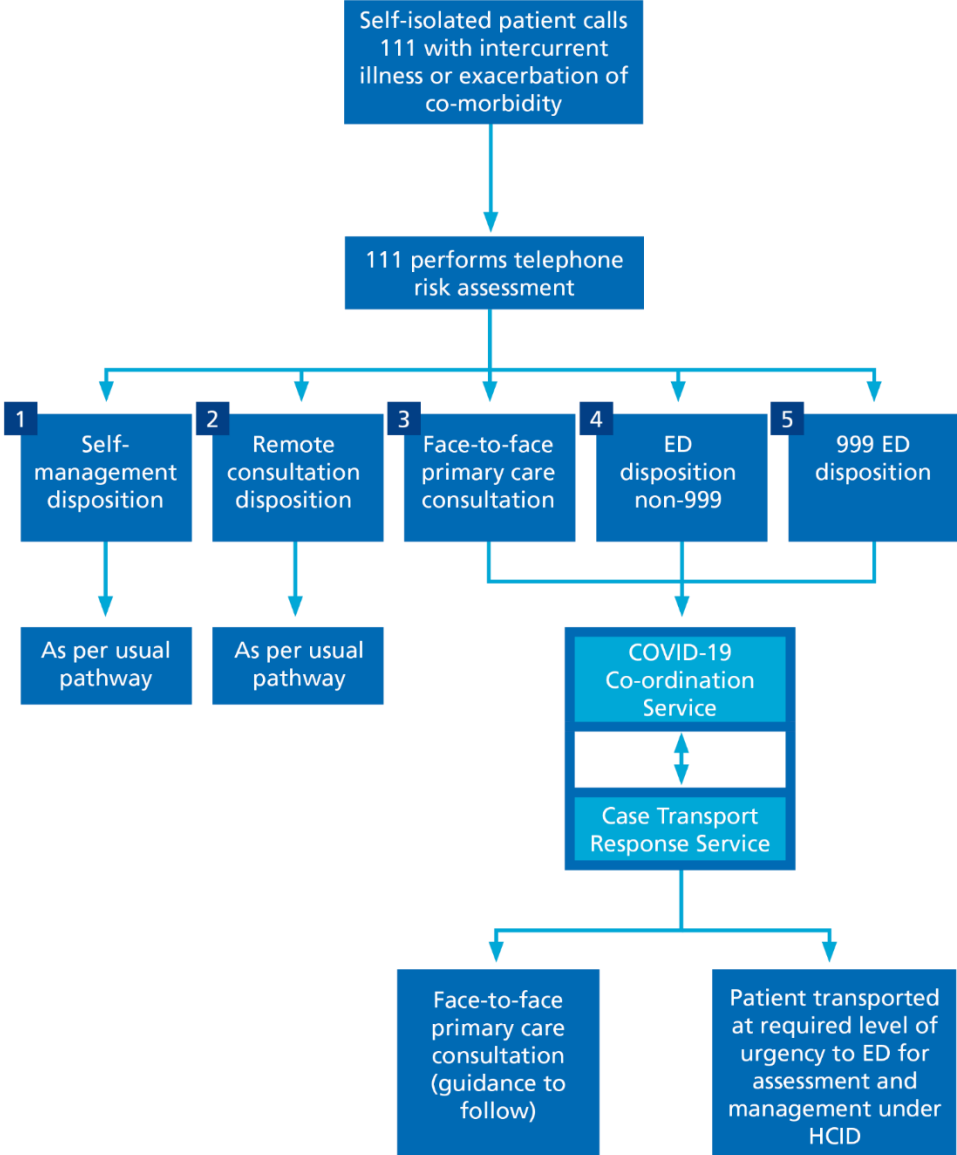 Self-isolated patient calls
111 with intercurrent
illness or exacerbation of
co-morbidity
111 performs telephone
risk assessment
1
Self-
management
disposition
2
Remote
consultation
disposition
3
Face-to-face
primary care
consultation
4
ED
disposition
non-999
5
999 ED
disposition
As per usual
pathway
As per usual
pathway
COVID-19
Co-ordination
Service
Case Transport
Response Service
Face-to-face
primary care
consultation
(guidance to
follow)
Patient transported
at required level of
urgency to ED for
assessment and
management under
HCID